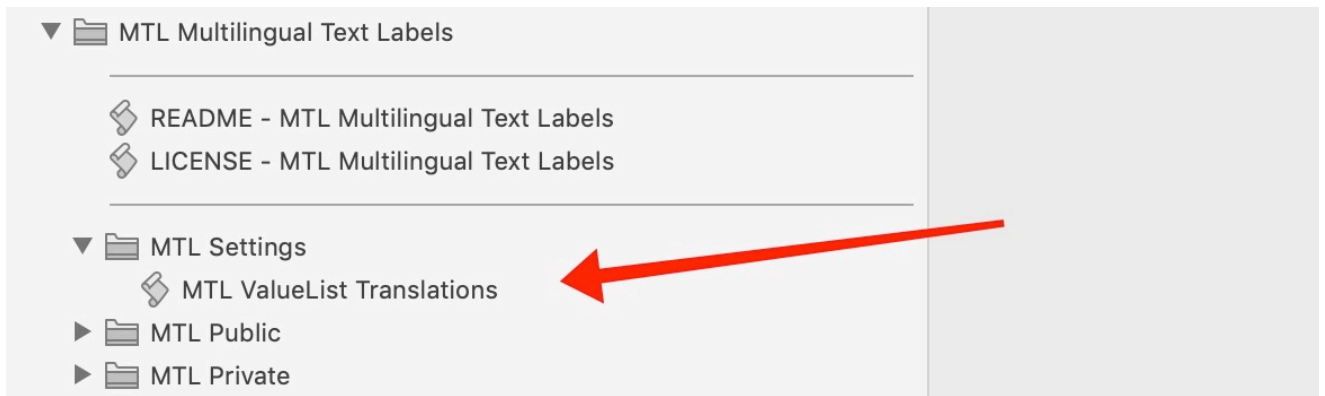 MTL Multilingual Text Labels
README - MTL Multilingual Text Labels
LICENSE - MTL Multilingual Text Labels
MTL Settings
MTL ValueList Translations
MTL Public
MTL Private